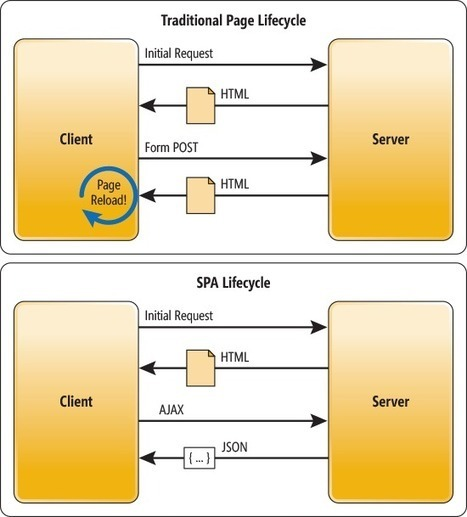 Traditional Page Lifecycle
Initial Request
HTML
Client
Server
Form POST
Page
Reload!
HTML
SPA Lifecycle
Initial Request
HTML
Client
Server
AJAX
JSON
{ ... }